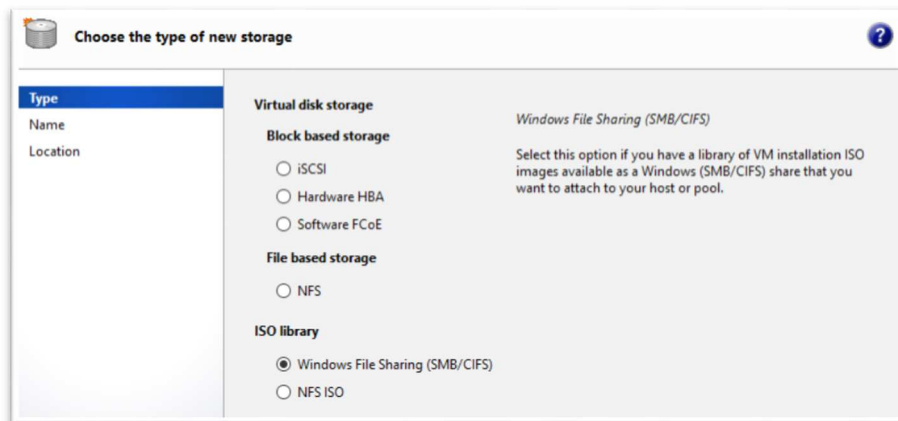 Choose the type of new storage
?
Type
Name
Location
Virtual disk storage
Block based storage
iSCSI
Hardware HBA
Software FCoE
File based storage
NFS
ISO library
Windows File Sharing (SMB/CIFS)
NFS ISO
Windows File Sharing (SMB/CIFS)
Select this option if you have a library of VM installation ISO
images available as a Windows (SMB/CIFS) share that you
want to attach to your host or pool.